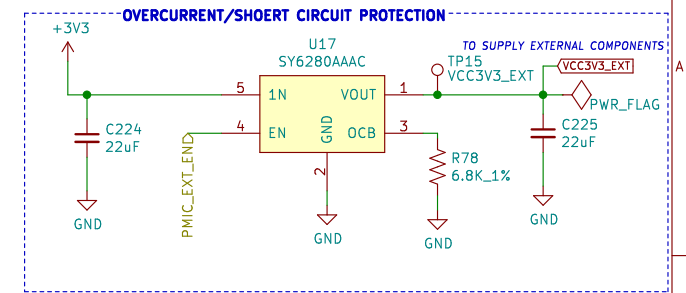 OVERCURRENT/SHOERT CIRCUIT PROTECTION
+3V3
U17
SY6280AAAC
TO SUPPLY EXTERNAL COMPONENTS
TP15
VCC3V3_EXT
VCC3V3_EXT
A
5
1N
VOUT
1
PWR_FLAG
C224
22uF
4
EN
GND
OCB
3
C225
22uF
PMIC_EXT_END
2
R78
6.8K_1%
GND
GND
GND
GND